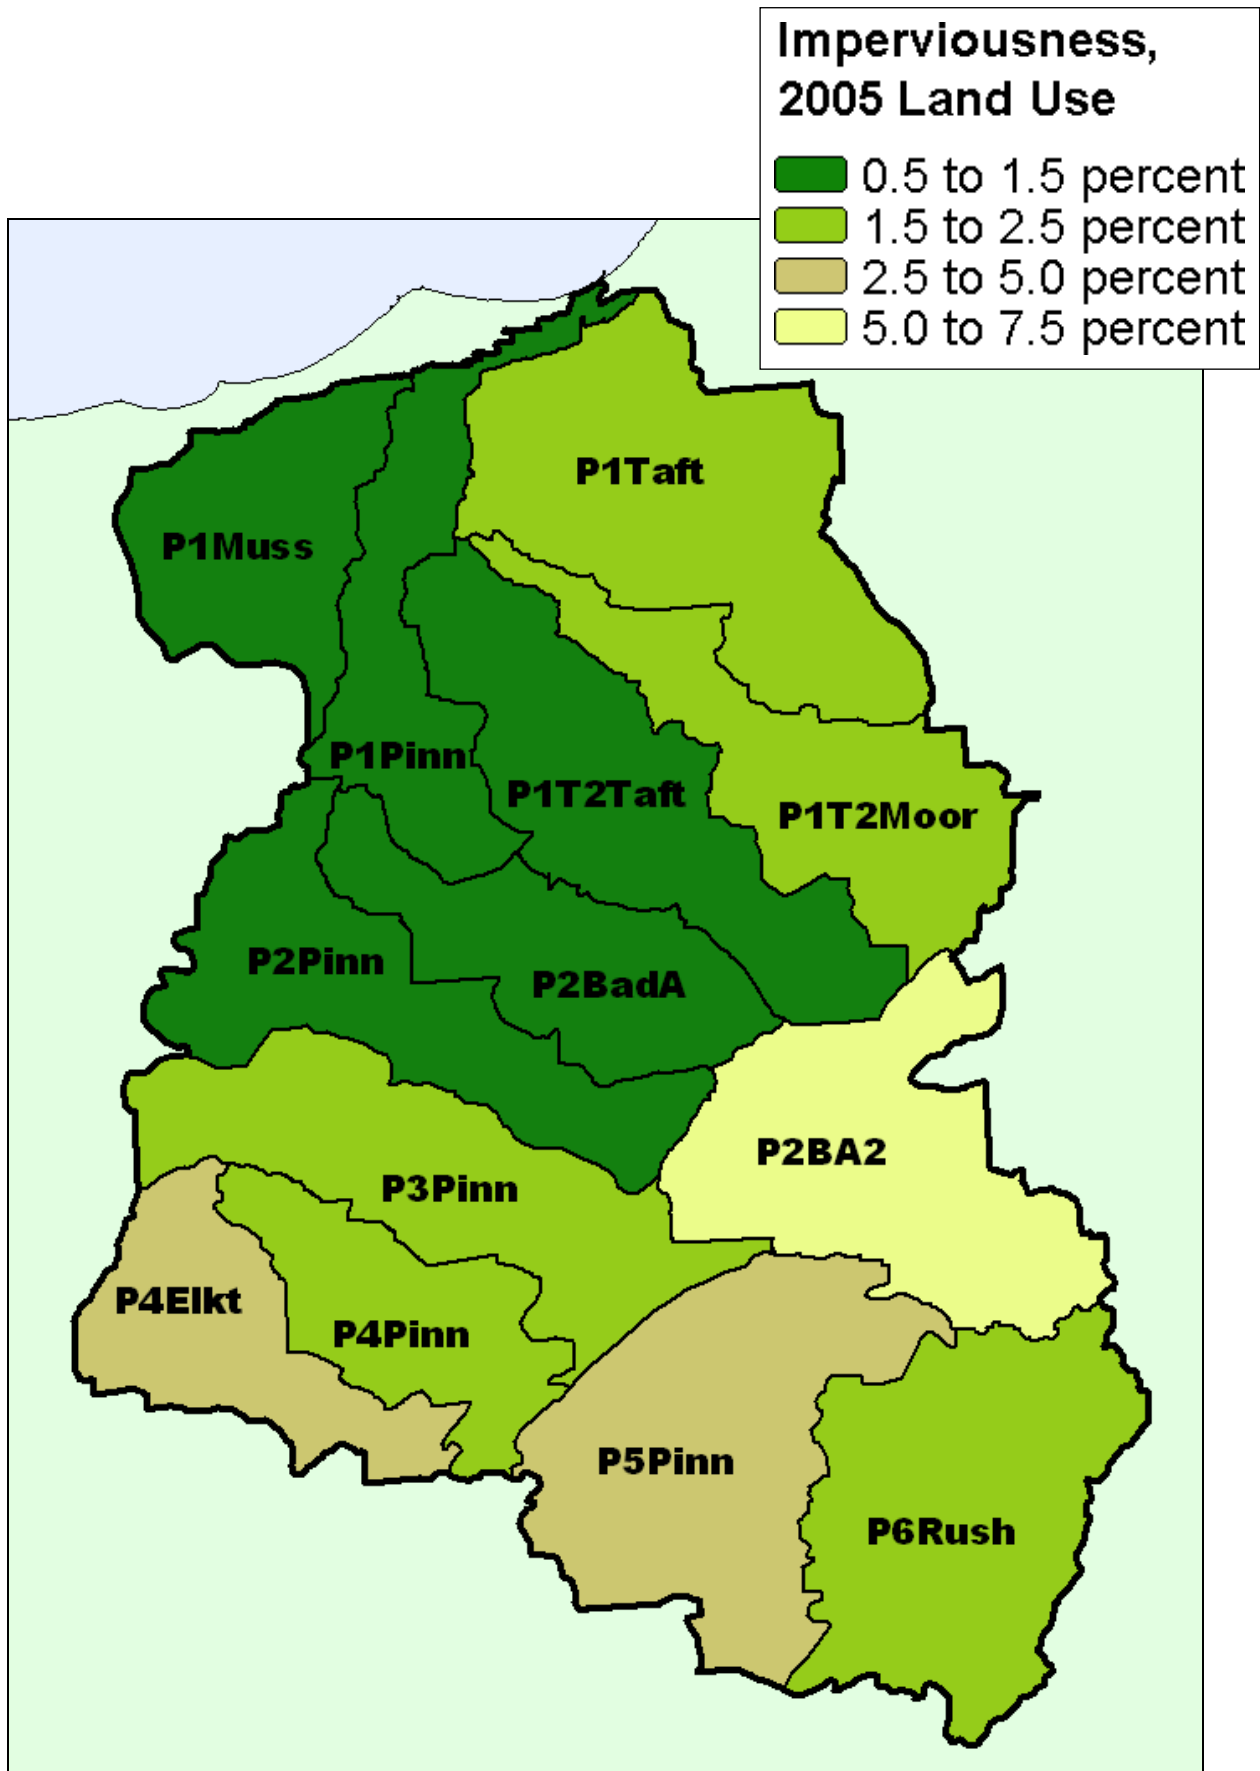 Imperviousness,
2005 Land Use
0.5 to 1.5 percent
1.5 to 2.5 percent
2.5 to 5.0 percent
5.0 to 7.5 percent
P1Taft
P1Muss
P1Pinn
P1T2Taft
P1T2Moor
P2Pinn
P2BadA
P2BA2
P3Pinn
P4Elkt
P4Pinn
P5Pinn
P6Rush